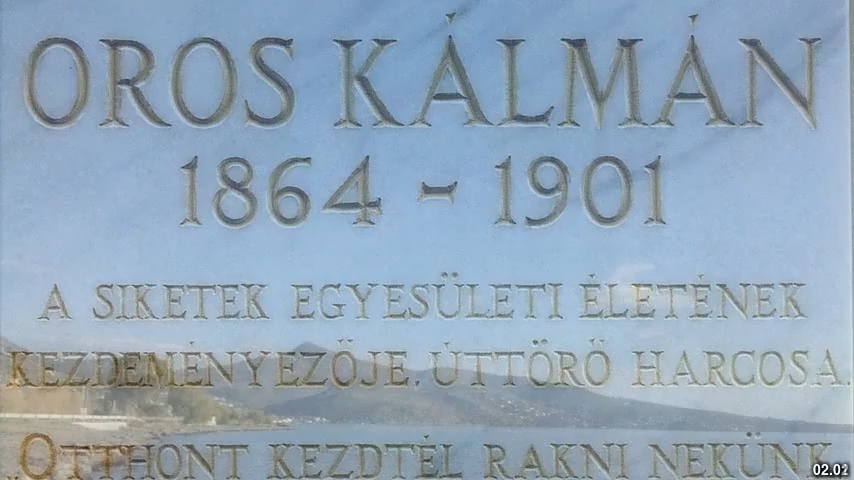 OROS KÁLMÁN
1864 - 1901
A SIKETEK EGYESÜLETI ÉLETÉNEK
KEZDEMÉNYEZŐJE, ÚTTÖRŐ HARCOSA.
„OTTHONT KEZDTÉL RAKNI NEKÜNK
02.02